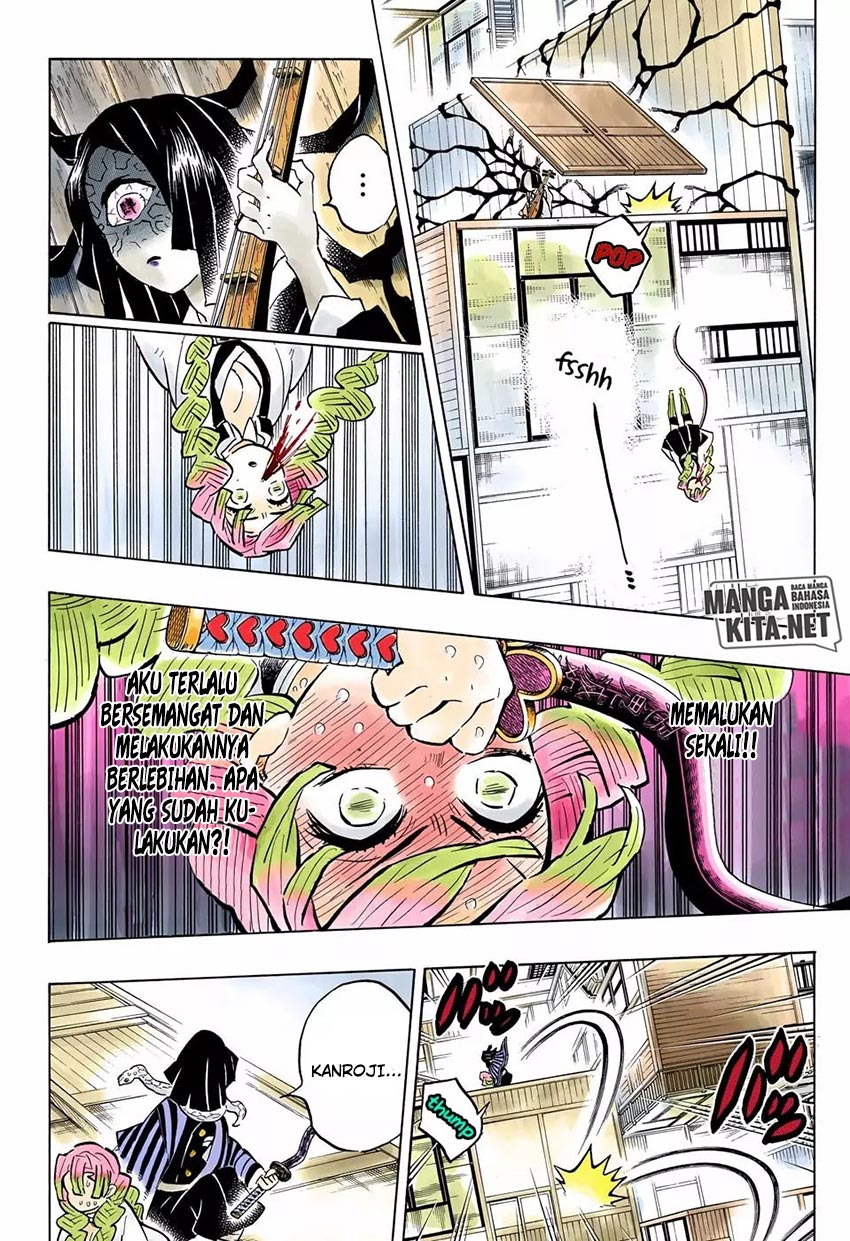 ...
POP
fsshh
...
MANGA
KITA.NET
BACA MANGA
BAHASA
INDONESIA
MEMALUKAN
SEKALI!!
AKU TERLALU
BERSEMANGAT DAN
MELAKUKANNYA
BERLEBIHAN. APA
YANG SUDAH KU-
LAKUKAN?!
KANROJI...
thump